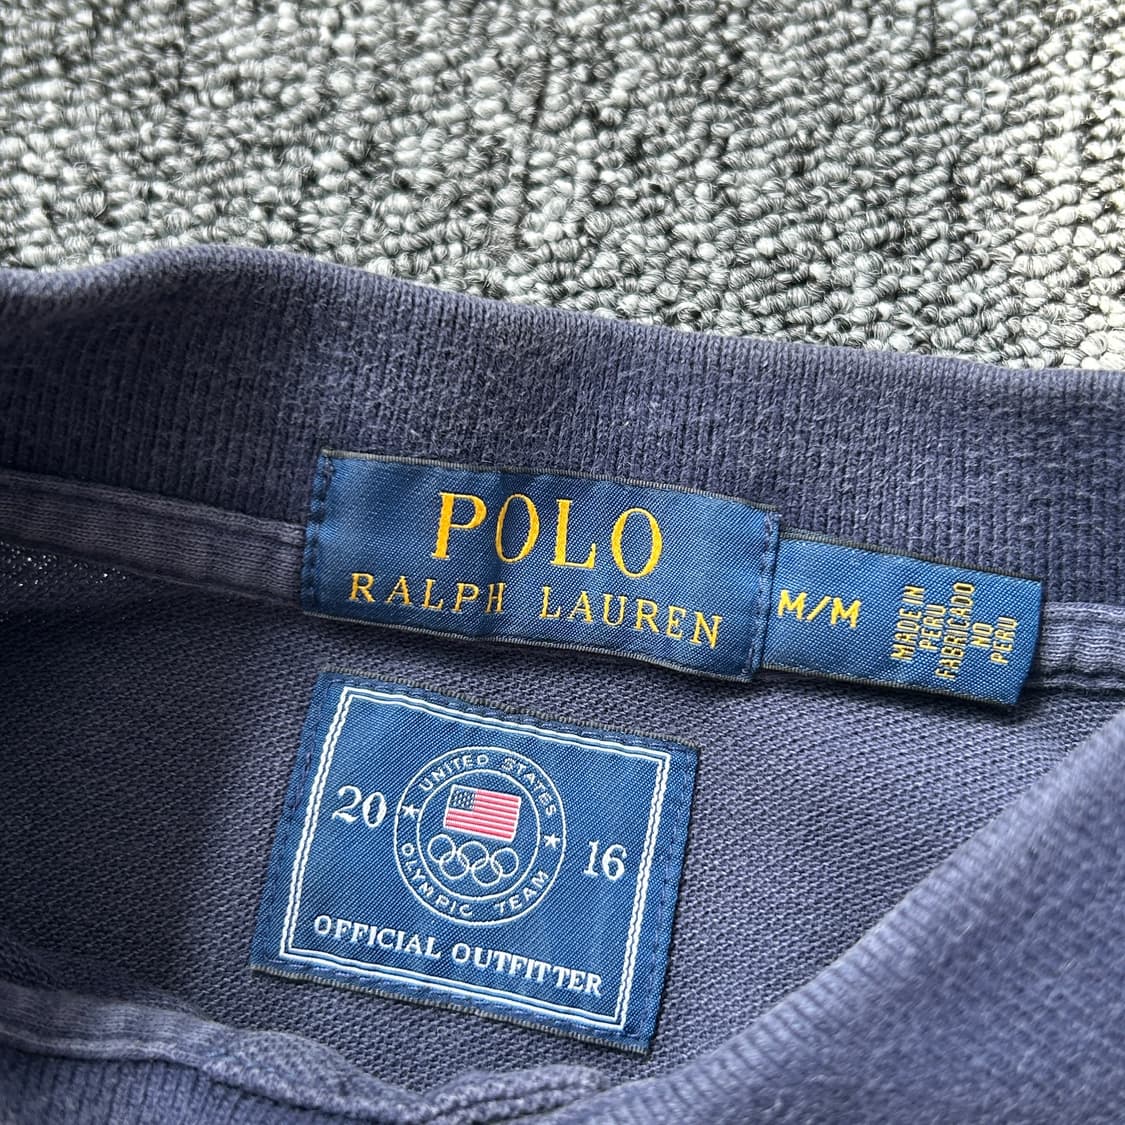 POLO
RALPH LAUREN
M/M
MADE IN
PERU
FABRICADO
NO
PERU
20
UNITED STATES
OLYMPIC TEAM
16
OFFICIAL OUTFITTER